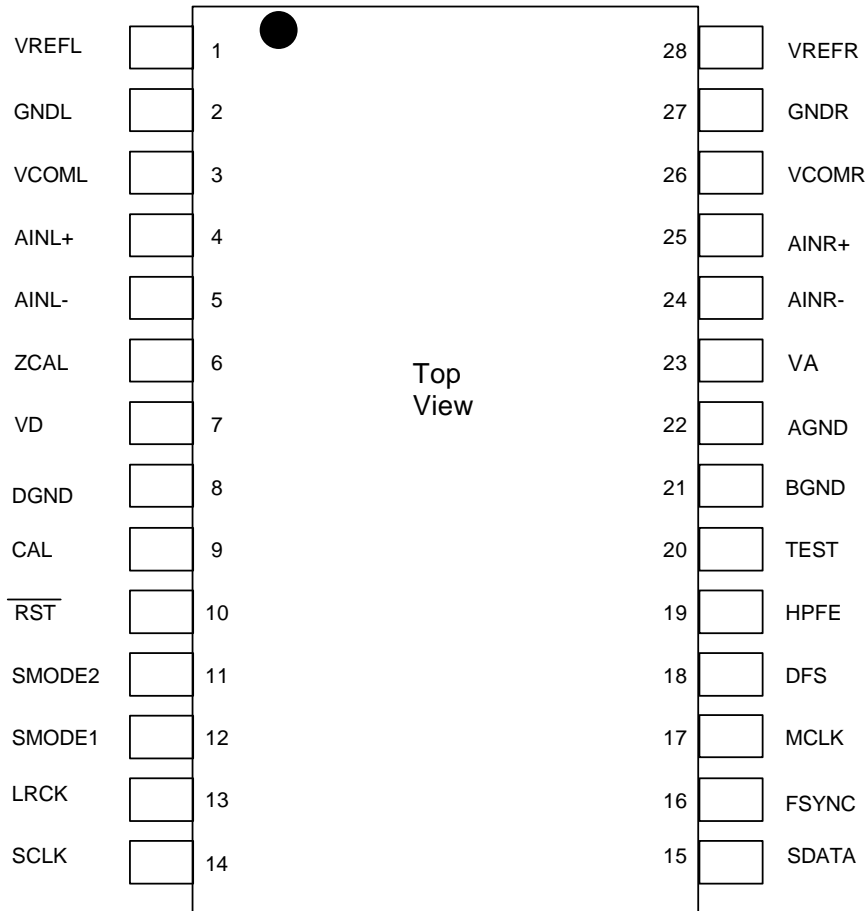 VREFL 1 28 VREFR
GNDL 2 27 GNDR
VCOML 3 26 VCOMR
AINL+ 4 25 AINR+
AINL- 5 24 AINR-
ZCAL 6 23 VA
Top
View
VD 7 22 AGND
DGND 8 21 BGND
CAL 9 20 TEST
R̅S̅T̅ 10 19 HPFE
SMODE2 11 18 DFS
SMODE1 12 17 MCLK
LRCK 13 16 FSYNC
SCLK 14 15 SDATA